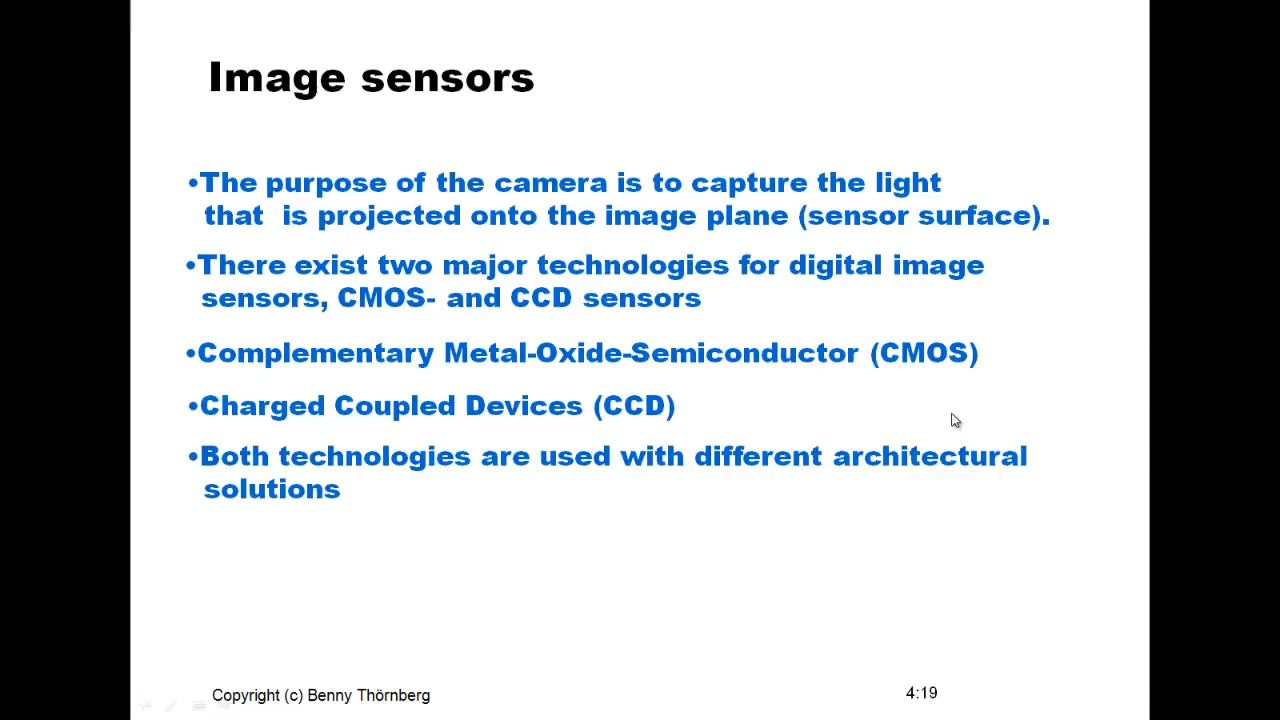 Image sensors
•The purpose of the camera is to capture the light
that is projected onto the image plane (sensor surface).
•There exist two major technologies for digital image
sensors, CMOS- and CCD sensors
•Complementary Metal-Oxide-Semiconductor (CMOS)
•Charged Coupled Devices (CCD)
•Both technologies are used with different architectural
solutions
Copyright (c) Benny Thörnberg
4:19